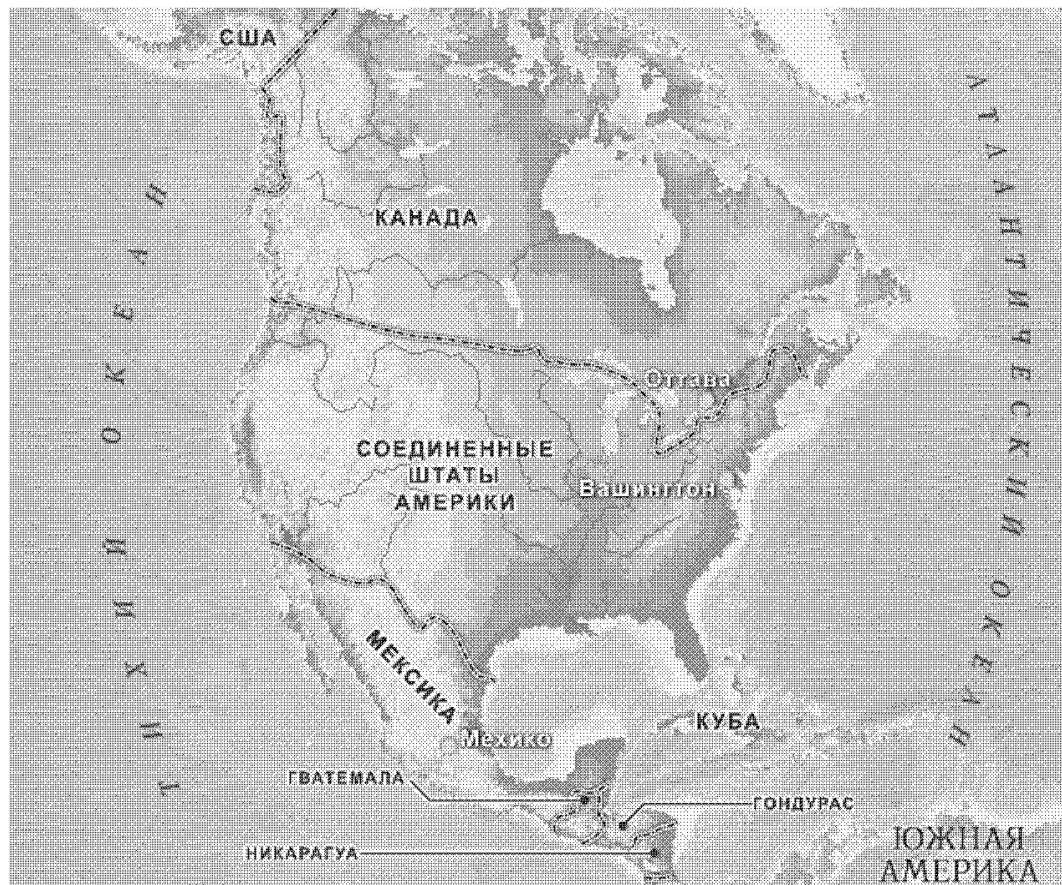 США
КАНАДА
ТИХИЙ ОКЕАН
АТЛАНТИЧЕСКИЙ ОКЕАН
Оттава
СОЕДИНЕННЫЕ
ШТАТЫ
АМЕРИКИ
Вашингтон
МЕКСИКА
Мехико
КУБА
ГВАТЕМАЛА
ГОНДУРАС
НИКАРАГУА
ЮЖНАЯ
АМЕРИКА